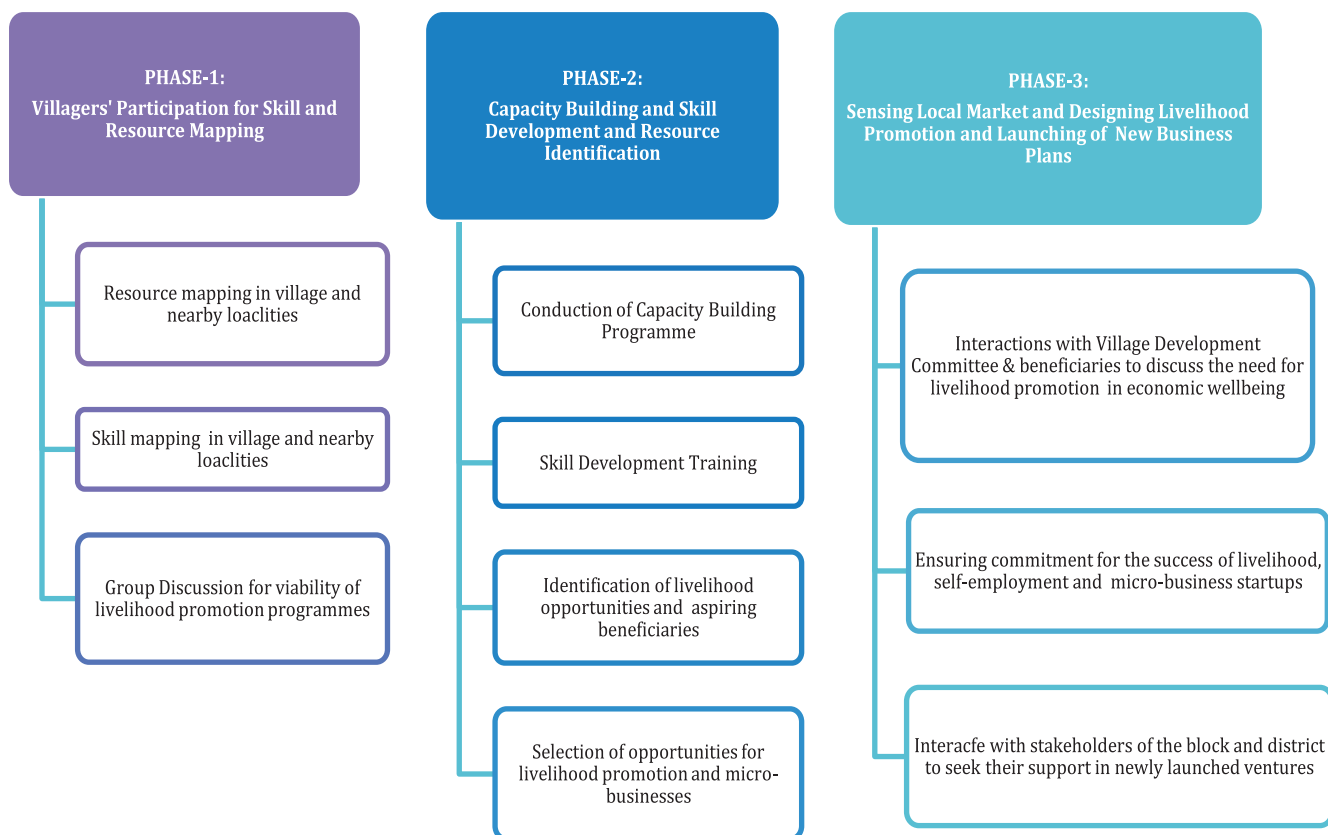 PHASE-1:
Villagers' Participation for Skill and
Resource Mapping
Resource mapping in village and
nearby loaclities
Skill mapping in village and nearby
loaclities
Group Discussion for viability of
livelihood promotion programmes
PHASE-2:
Capacity Building and Skill
Development and Resource
Identification
Conduction of Capacity Building
Programme
Skill Development Training
Identification of livelihood
opportunities and aspiring
beneficiaries
Selection of opportunities for
livelihood promotion and micro-
businesses
PHASE-3:
Sensing Local Market and Designing Livelihood
Promotion and Launching of New Business
Plans
Interactions with Village Development
Committee & beneficiaries to discuss the need for
livelihood promotion in economic wellbeing
Ensuring commitment for the success of livelihood,
self-employment and micro-business startups
Interacfe with stakeholders of the block and district
to seek their support in newly launched ventures